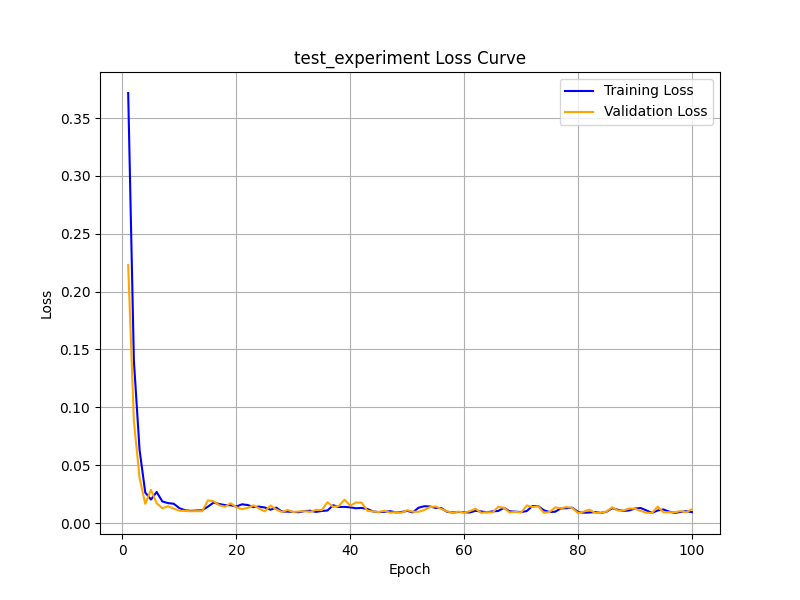 test_experiment Loss Curve
Training Loss
Validation Loss
Loss
0.35
0.30
0.25
0.20
0.15
0.10
0.05
0.00
0 20 40 60 80 100
Epoch